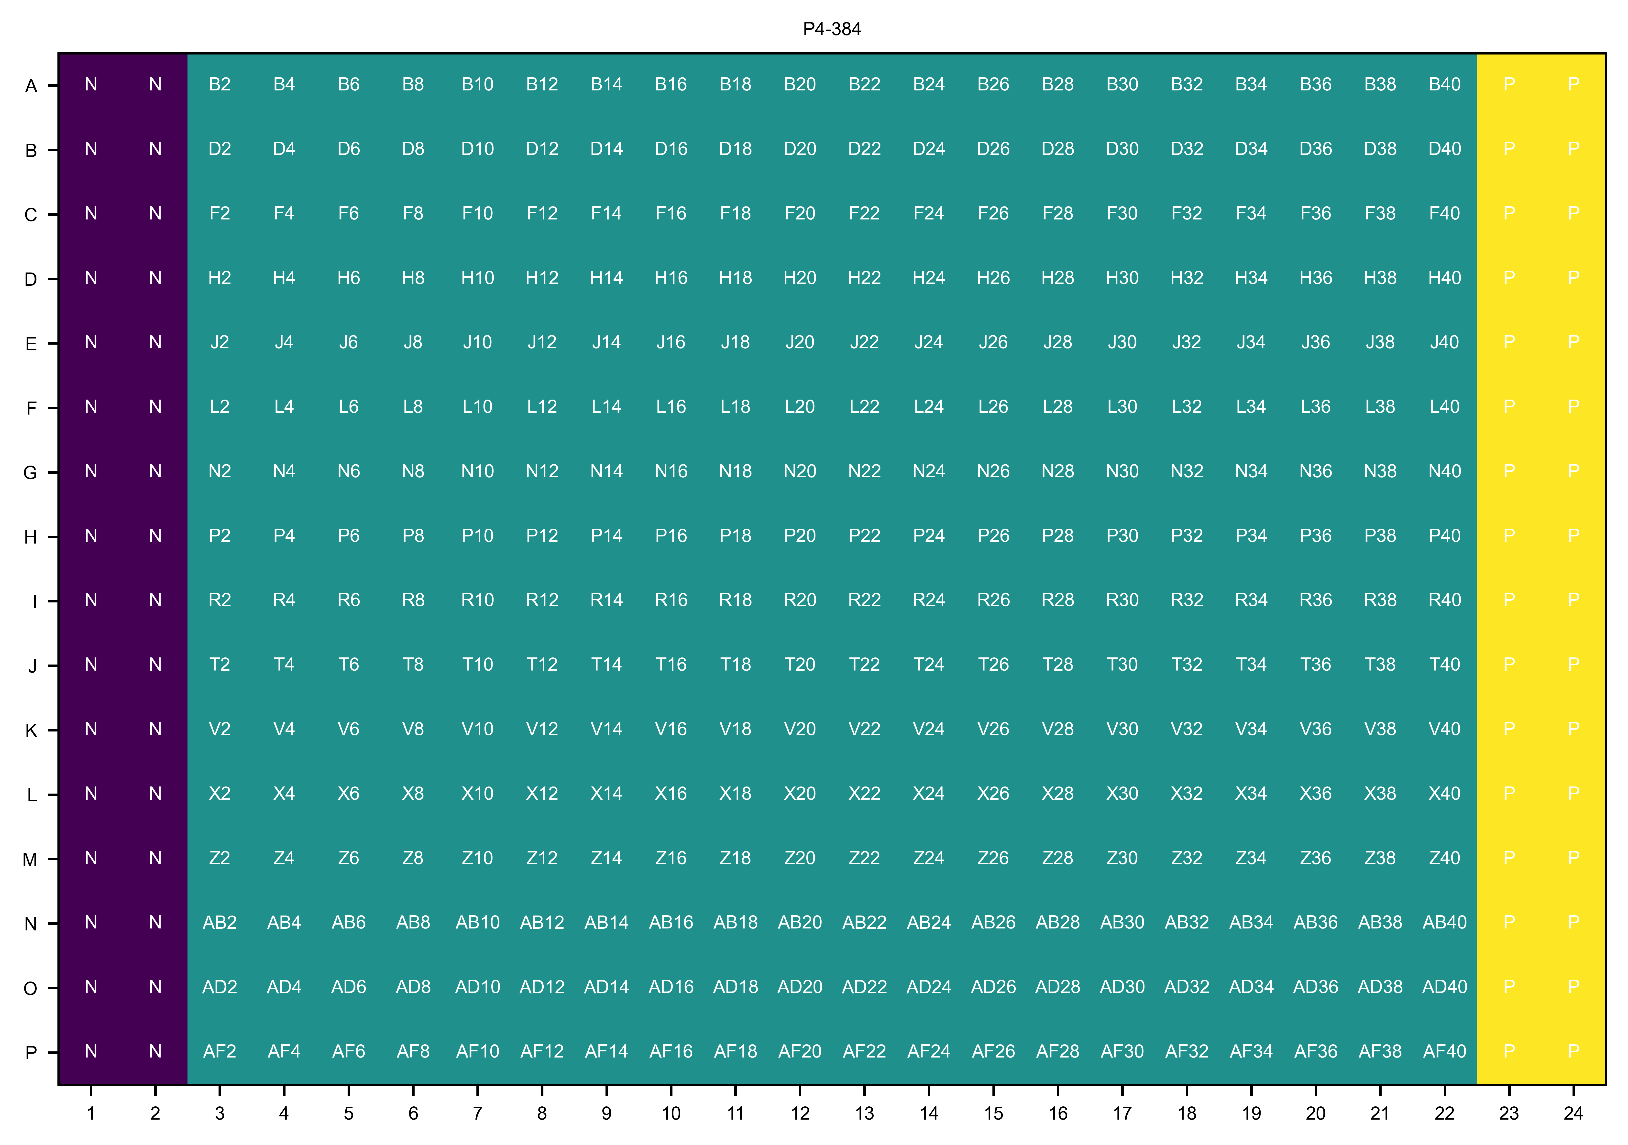 P4-384
A N N B2 B4 B6 B8 B10 B12 B14 B16 B18 B20 B22 B24 B26 B28 B30 B32 B34 B36 B38 B40 P P
B N N D2 D4 D6 D8 D10 D12 D14 D16 D18 D20 D22 D24 D26 D28 D30 D32 D34 D36 D38 D40 P P
C N N F2 F4 F6 F8 F10 F12 F14 F16 F18 F20 F22 F24 F26 F28 F30 F32 F34 F36 F38 F40 P P
D N N H2 H4 H6 H8 H10 H12 H14 H16 H18 H20 H22 H24 H26 H28 H30 H32 H34 H36 H38 H40 P P
E N N J2 J4 J6 J8 J10 J12 J14 J16 J18 J20 J22 J24 J26 J28 J30 J32 J34 J36 J38 J40 P P
F N N L2 L4 L6 L8 L10 L12 L14 L16 L18 L20 L22 L24 L26 L28 L30 L32 L34 L36 L38 L40 P P
G N N N2 N4 N6 N8 N10 N12 N14 N16 N18 N20 N22 N24 N26 N28 N30 N32 N34 N36 N38 N40 P P
H N N P2 P4 P6 P8 P10 P12 P14 P16 P18 P20 P22 P24 P26 P28 P30 P32 P34 P36 P38 P40 P P
I N N R2 R4 R6 R8 R10 R12 R14 R16 R18 R20 R22 R24 R26 R28 R30 R32 R34 R36 R38 R40 P P
J N N T2 T4 T6 T8 T10 T12 T14 T16 T18 T20 T22 T24 T26 T28 T30 T32 T34 T36 T38 T40 P P
K N N V2 V4 V6 V8 V10 V12 V14 V16 V18 V20 V22 V24 V26 V28 V30 V32 V34 V36 V38 V40 P P
L N N X2 X4 X6 X8 X10 X12 X14 X16 X18 X20 X22 X24 X26 X28 X30 X32 X34 X36 X38 X40 P P
M N N Z2 Z4 Z6 Z8 Z10 Z12 Z14 Z16 Z18 Z20 Z22 Z24 Z26 Z28 Z30 Z32 Z34 Z36 Z38 Z40 P P
N N N AB2 AB4 AB6 AB8 AB10 AB12 AB14 AB16 AB18 AB20 AB22 AB24 AB26 AB28 AB30 AB32 AB34 AB36 AB38 AB40 P P
O N N AD2 AD4 AD6 AD8 AD10 AD12 AD14 AD16 AD18 AD20 AD22 AD24 AD26 AD28 AD30 AD32 AD34 AD36 AD38 AD40 P P
P N N AF2 AF4 AF6 AF8 AF10 AF12 AF14 AF16 AF18 AF20 AF22 AF24 AF26 AF28 AF30 AF32 AF34 AF36 AF38 AF40 P P
1 2 3 4 5 6 7 8 9 10 11 12 13 14 15 16 17 18 19 20 21 22 23 24